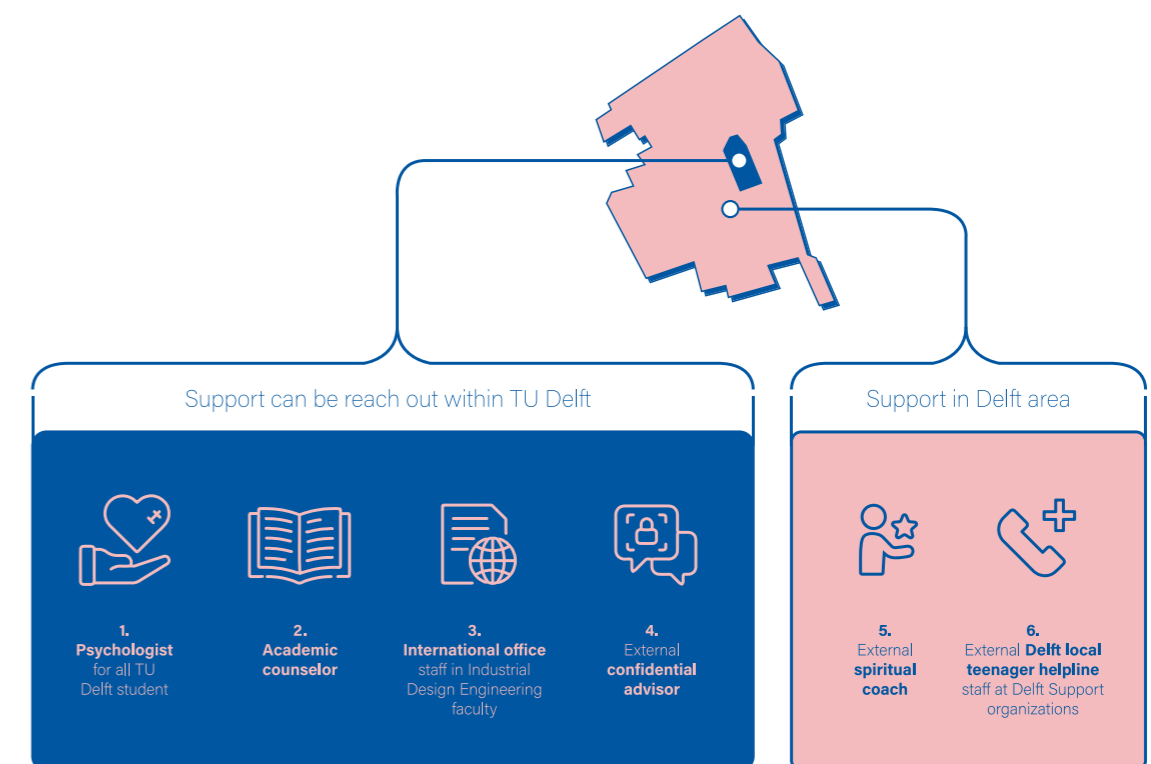 Support can be reach out within TU Delft
Support in Delft area
1.
Psychologist
for all TU
Delft student
2.
Academic
counselor
3.
International office
staff in Industrial
Design Engineering
faculty
4.
External
confidential
advisor
5.
External
spiritual
coach
6.
External Delft local
teenager helpline
staff at Delft Support
organizations